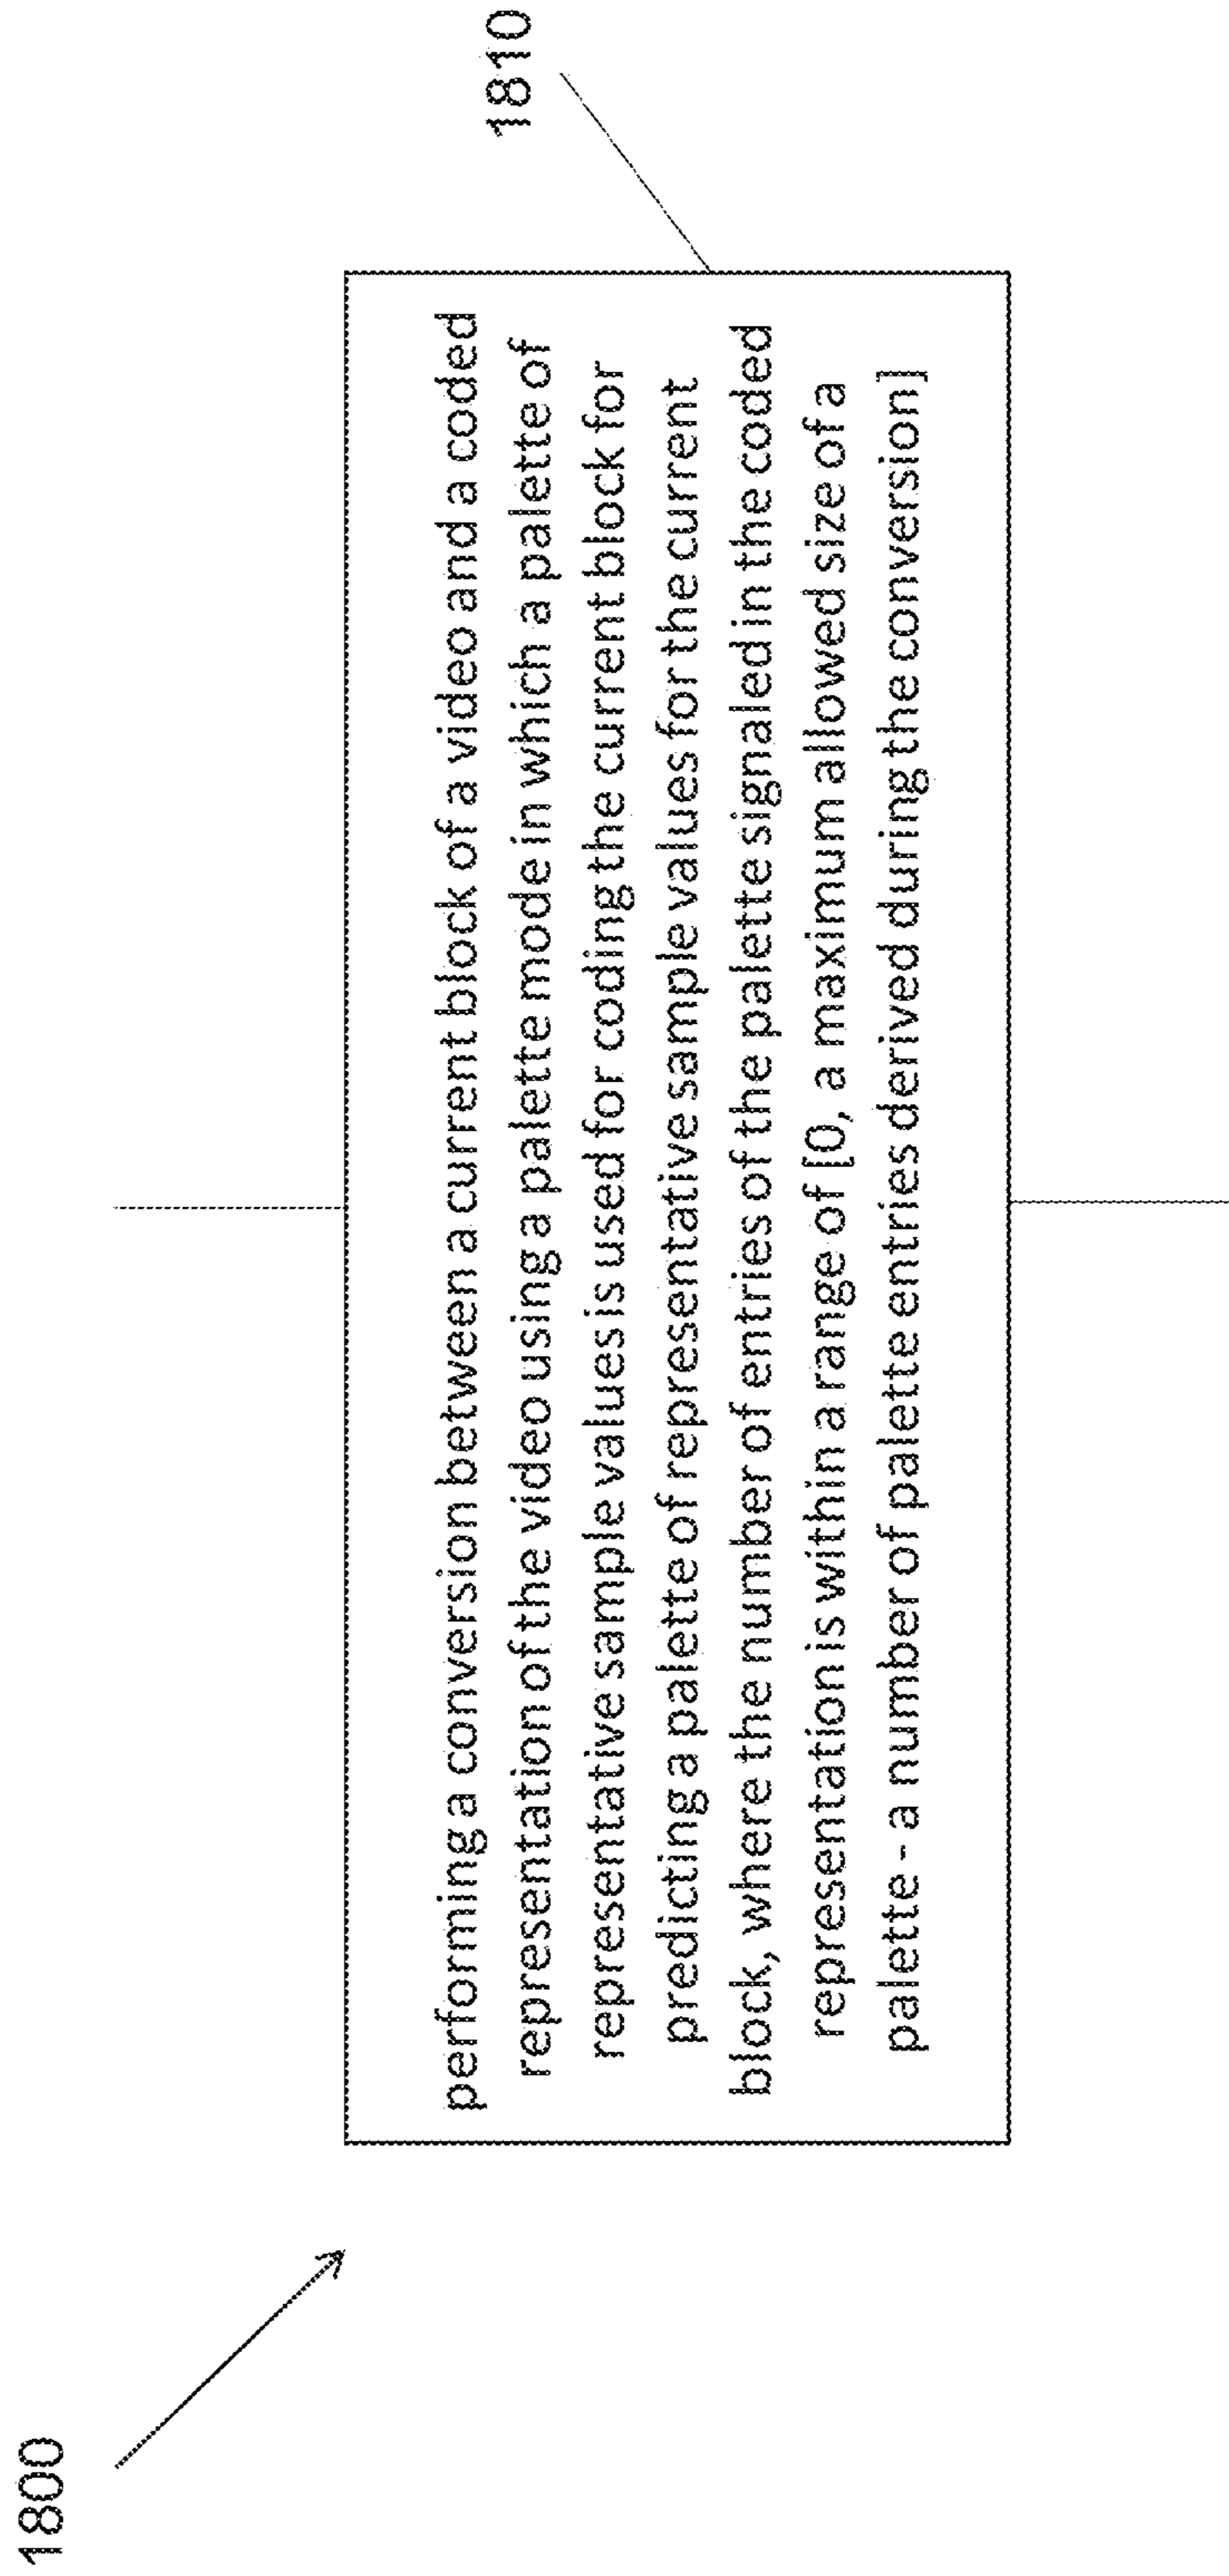 1800
performing a conversion between a current block of a video and a coded
representation of the video using a palette mode in which a palette of
representative sample values is used for coding the current block for
predicting a palette of representative sample values for the current
block, where the number of entries of the palette signaled in the coded
representation is within a range of [0, a maximum allowed size of a
palette - a number of palette entries derived during the conversion]
1810